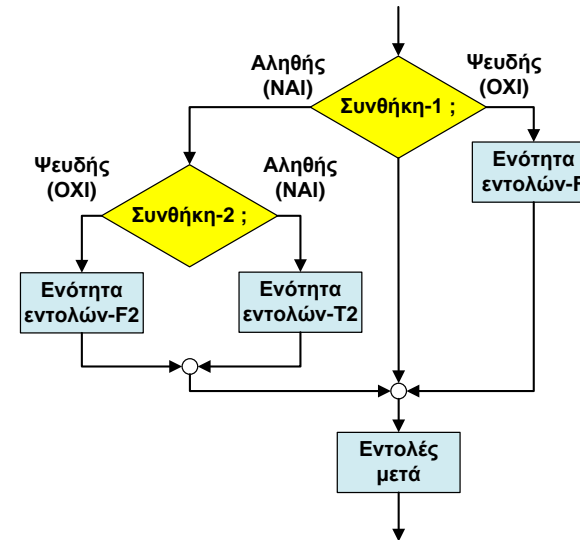 Αληθής
(ΝΑΙ)
Συνθήκη-1 ;
Ψευδής
(ΟΧΙ)
Ψευδής
(ΟΧΙ)
Συνθήκη-2 ;
Αληθής
(ΝΑΙ)
Ενότητα
εντολών-F
Ενότητα
εντολών-F2
Ενότητα
εντολών-T2
Εντολές
μετά